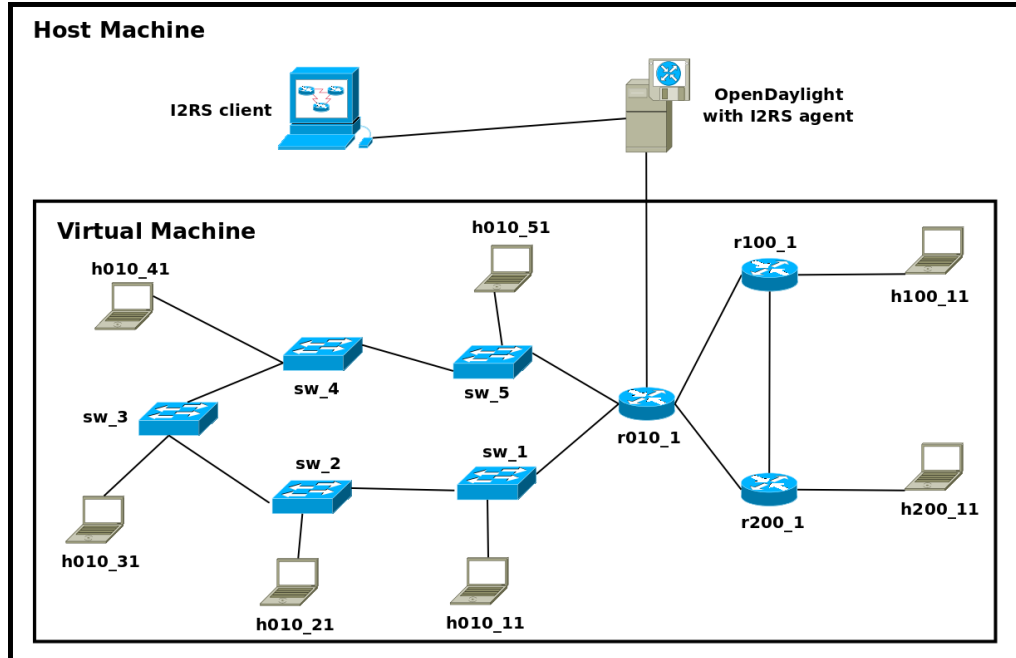 Host Machine
I2RS client
OpenDaylight
with I2RS agent
Virtual Machine
h010_51
r100_1
h010_41
h100_11
sw_4
sw_5
sw_3
r010_1
sw_1
sw_2
h200_11
r200_1
h010_31
h010_21
h010_11